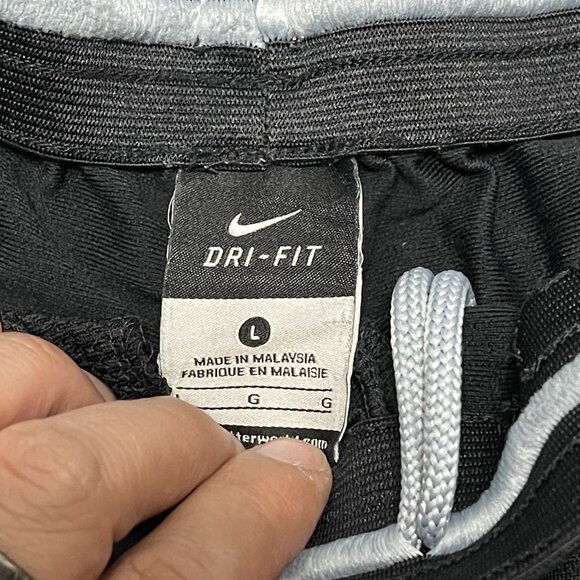 DRI-FIT
L
MADE IN MALAYSIA
FABRIQUE EN MALAISIE
G G